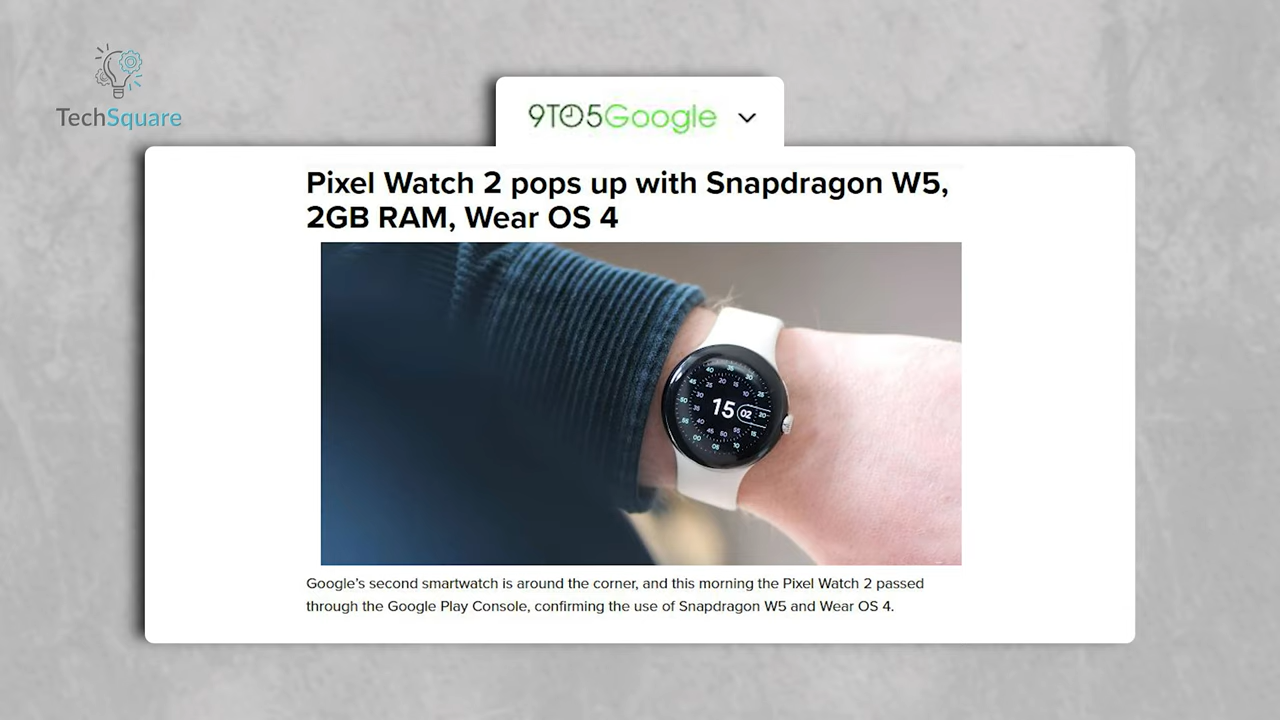 TechSquare
9TO5Google
Pixel Watch 2 pops up with Snapdragon W5,
2GB RAM, Wear OS 4
15 02
Google's second smartwatch is around the corner, and this morning the Pixel Watch 2 passed
through the Google Play Console, confirming the use of Snapdragon W5 and Wear OS 4.